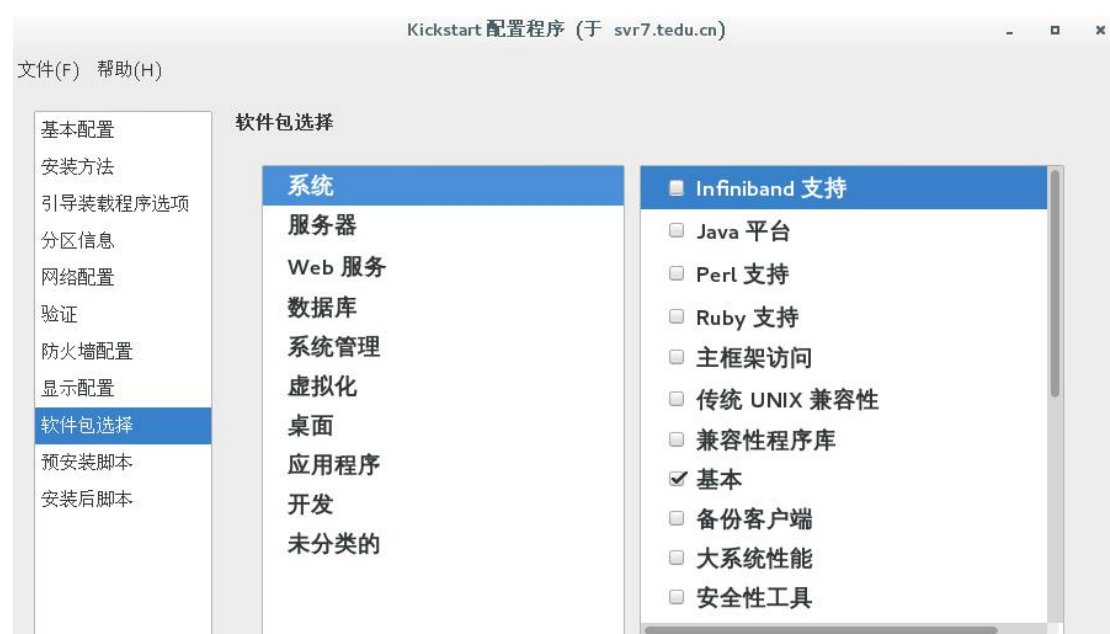 Kickstart 配置程序 (于 svr7.tedu.cn)
文件(F) 帮助(H)
基本配置
安装方法
引导装载程序选项
分区信息
网络配置
验证
防火墙配置
显示配置
软件包选择
预安装脚本
安装后脚本
软件包选择
系统
服务器
Web 服务
数据库
系统管理
虚拟化
桌面
应用程序
开发
未分类的
Infiniband 支持
Java 平台
Perl 支持
Ruby 支持
主框架访问
传统 UNIX 兼容性
兼容性程序库
基本
备份客户端
大系统性能
安全性工具